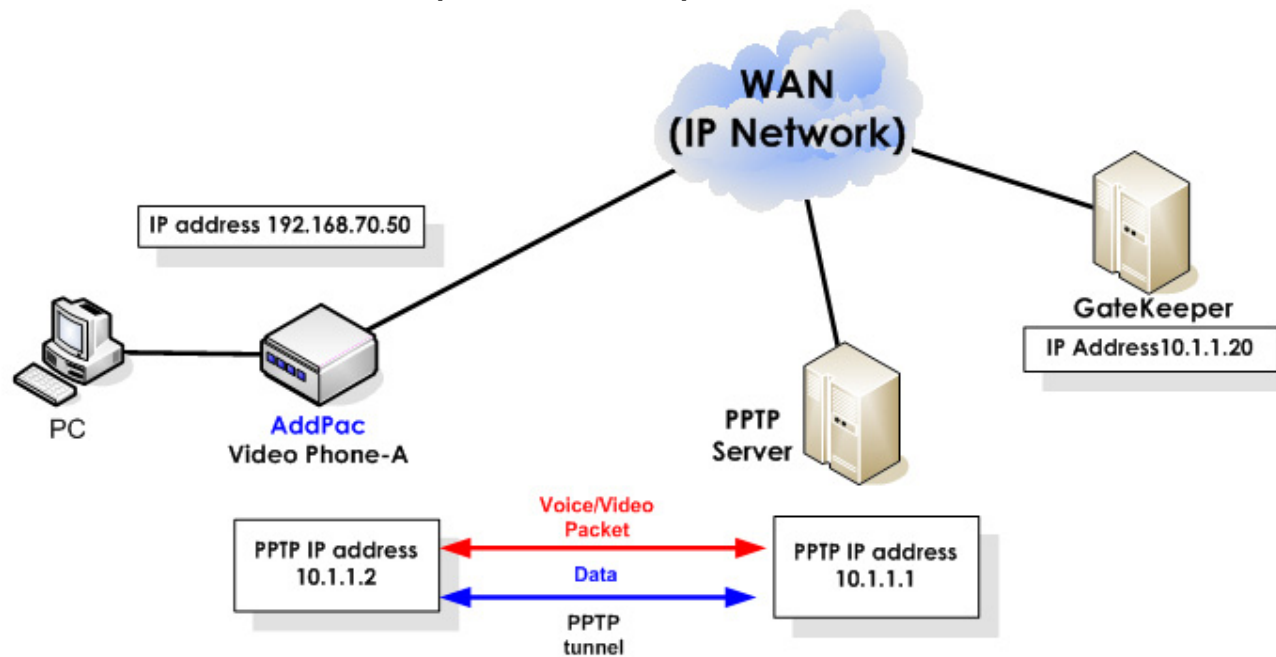 WAN
(IP Network)
IP address 192.168.70.50
GateKeeper
IP Address10.1.1.20
PC
AddPac
Video Phone-A
PPTP
Server
PPTP IP address
10.1.1.2
Voice/Video
Packet
Data
PPTP
tunnel
PPTP IP address
10.1.1.1